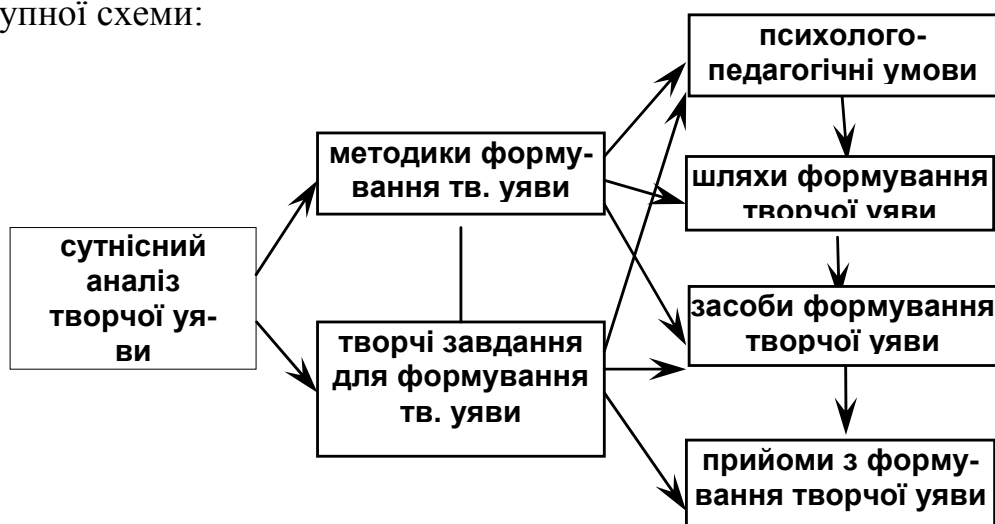 упної схеми:
психолого-
педагогічні умови
методики форму-
вання тв. уяви
шляхи формування
творчої уяви
сутнісний
аналіз
творчої уя-
ви
засоби формування
творчої уяви
творчі завдання
для формування
тв. уяви
прийоми з форму-
вання творчої уяви